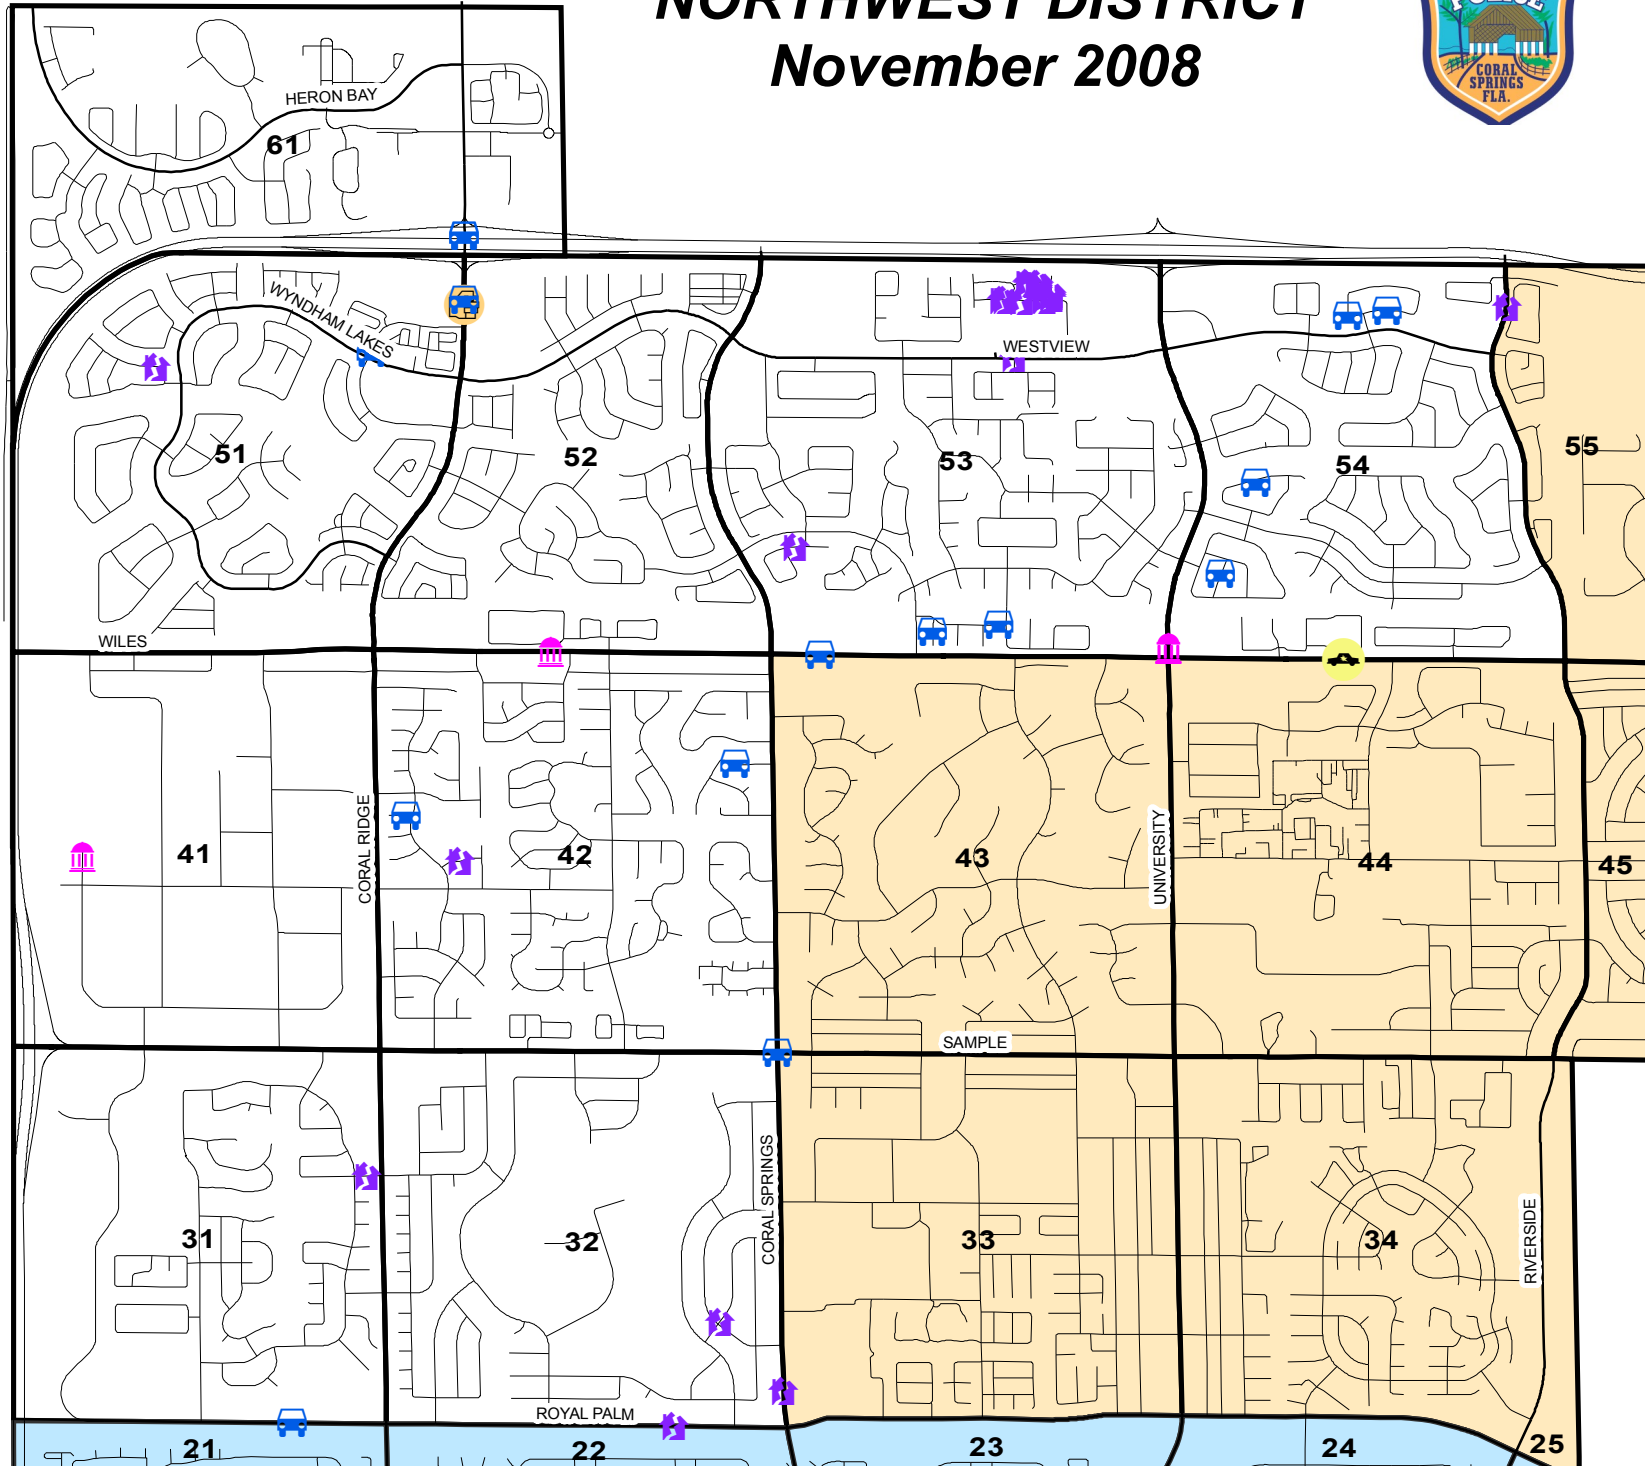 NORTHWEST DISTRICT
November 2008
POLICE
CORAL
SPRINGS
FLA.
HERON BAY
61
WYNDHAM LAKES
WESTVIEW
51
52
53
54
55
WILES
CORAL RIDGE
UNIVERSITY
41
42
43
44
45
SAMPLE
CORAL SPRINGS
RIVERSIDE
31
32
33
34
ROYAL PALM
21
22
23
24
25